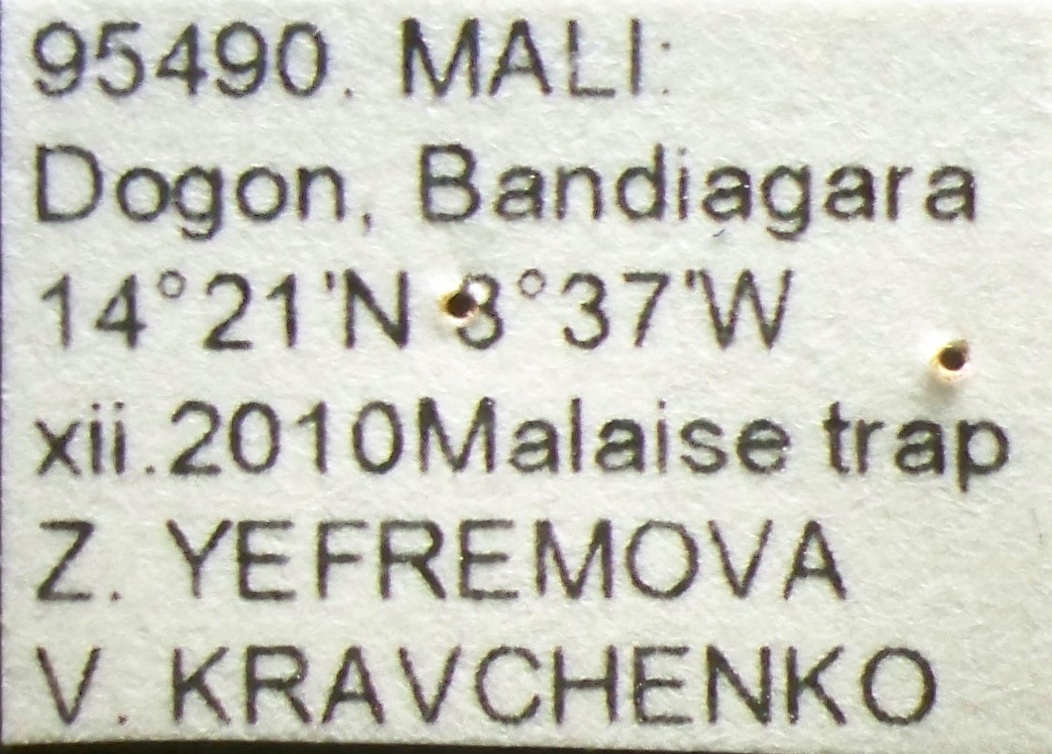 95490. MALI:
Dogon, Bandiagara
14°21'N 3°37'W
xii.2010Malaise trap
Z. YEFREMOVA
V. KRAVCHENKO